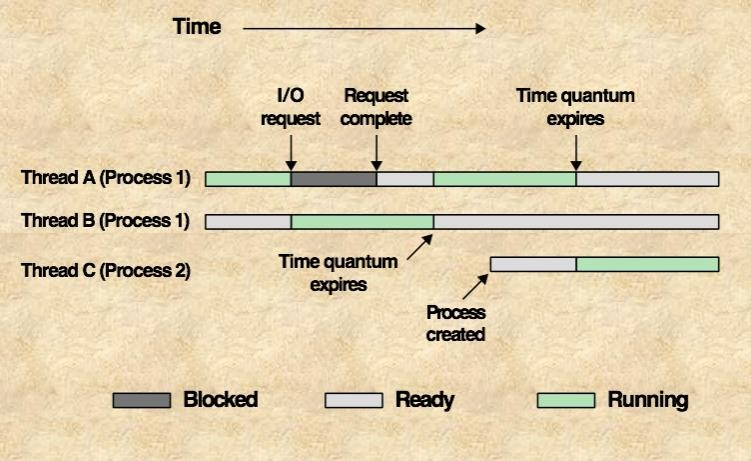 Time
I/O
request
Request
complete
Time quantum
expires
Thread A (Process 1)
Thread B (Process 1)
Time quantum
expires
Thread C (Process 2)
Process
created
Blocked
Ready
Running